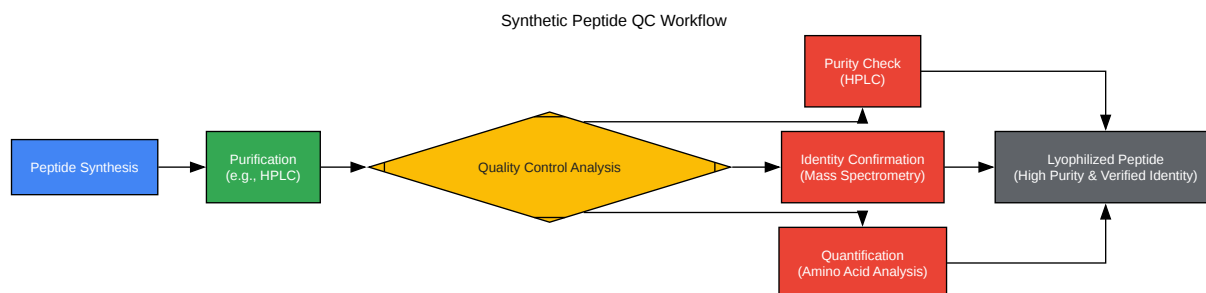 Synthetic Peptide QC Workflow
Peptide Synthesis
Purification
(e.g., HPLC)
Quality Control Analysis
Purity Check
(HPLC)
Identity Confirmation
(Mass Spectrometry)
Quantification
(Amino Acid Analysis)
Lyophilized Peptide
(High Purity & Verified Identity)